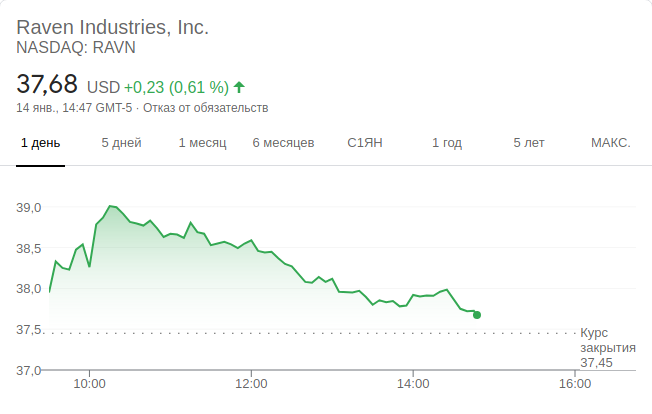 Raven Industries, Inc.
NASDAQ: RAVN
37,68 USD +0,23 (0,61 %)
14 янв., 14:47 GMT-5 · Отказ от обязательств
1 день 5 дней 1 месяц 6 месяцев С1ЯН 1 год 5 лет МАКС.
39,0
38,5
38,0
37,5
Курс
закрытия
37,45
37,0
10:00 12:00 14:00 16:00